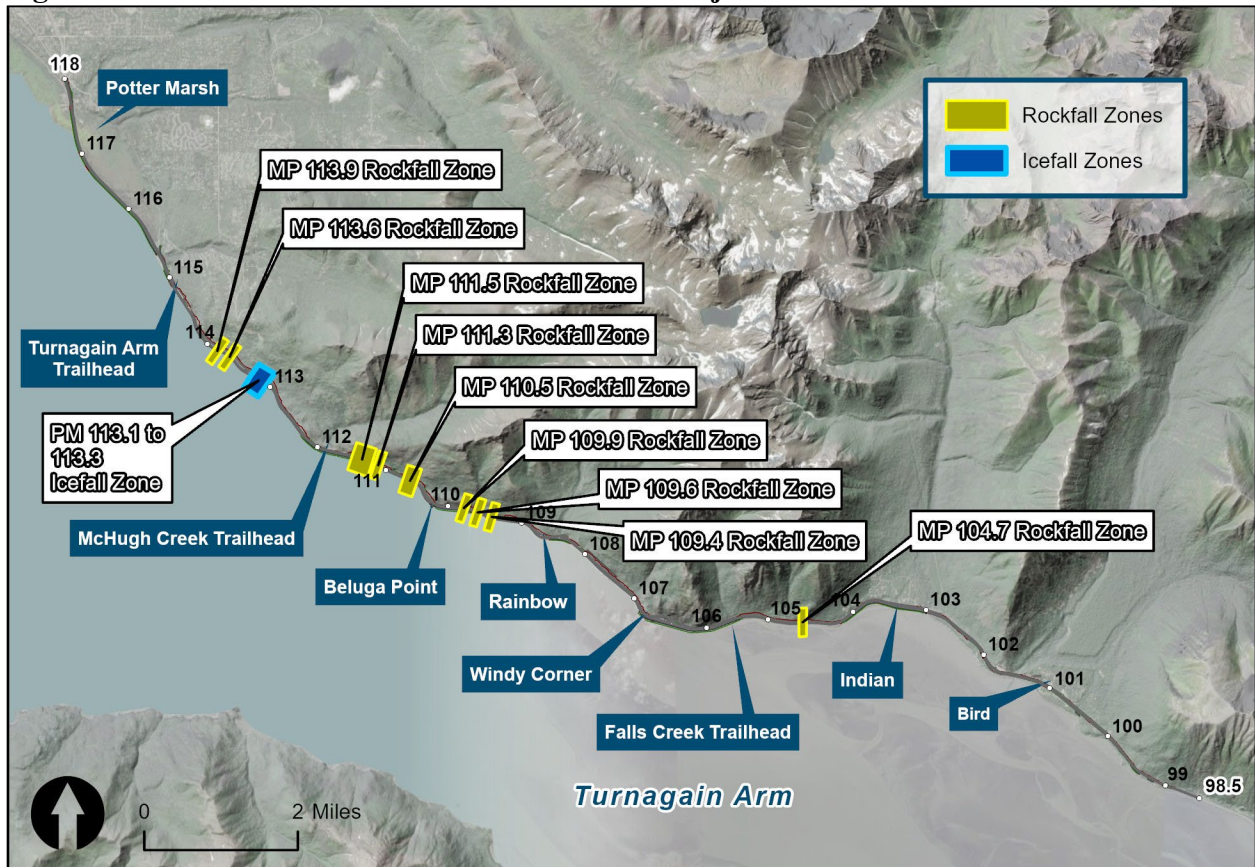 118
Potter Marsh
117
116
115
114
113
Turnagain Arm
Trailhead
MP 113.9 Rockfall Zone
MP 113.6 Rockfall Zone
MP 111.5 Rockfall Zone
MP 111.3 Rockfall Zone
MP 110.5 Rockfall Zone
MP 109.9 Rockfall Zone
MP 109.6 Rockfall Zone
MP 109.4 Rockfall Zone
MP 104.7 Rockfall Zone
Rockfall Zones
Icefall Zones
PM 113.1 to
113.3
Icefall Zone
112
111
110
109
108
107
106
105
104
103
102
101
100
99
98.5
McHugh Creek Trailhead
Beluga Point
Rainbow
Windy Corner
Falls Creek Trailhead
Indian
Bird
Turnagain Arm
0 2 Miles